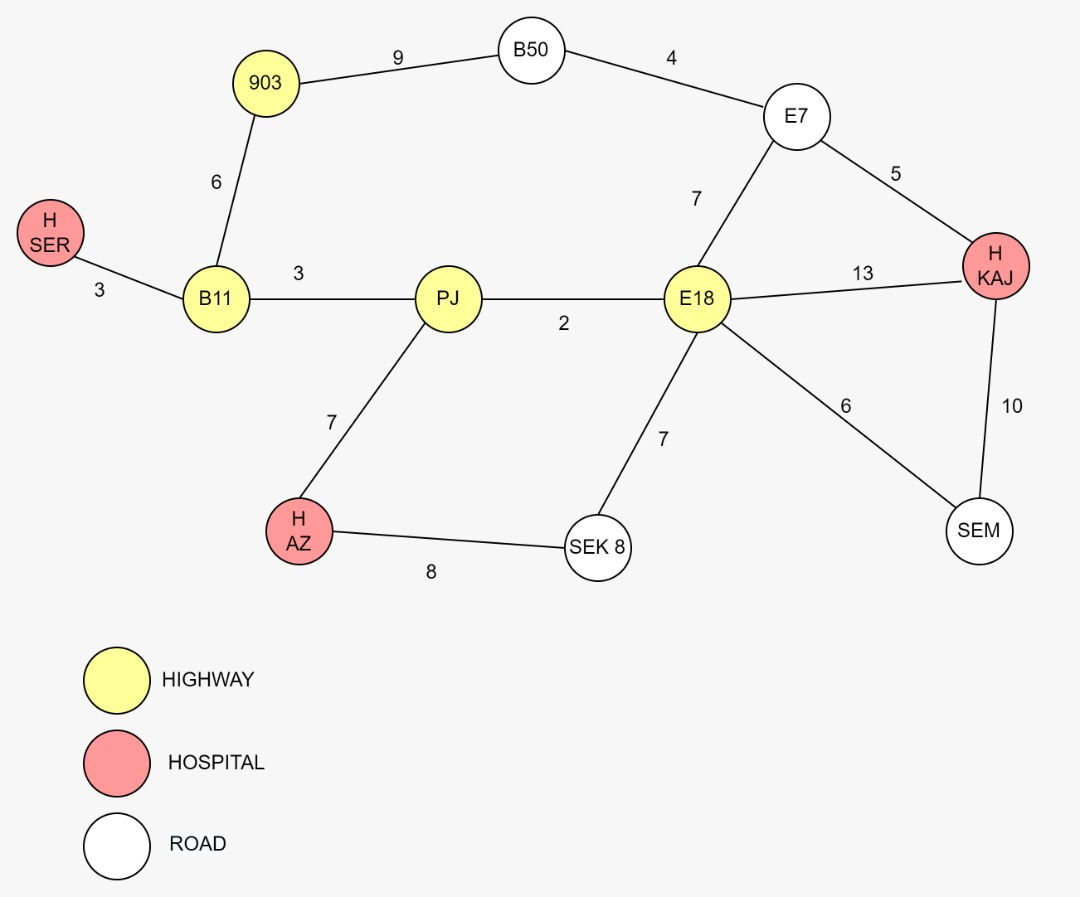 B50
9
4
903
E7
5
6
7
H
SER
H
KAJ
3
3
13
B11
PJ
E18
2
6
10
7
7
H
AZ
SEK 8
SEM
8
HIGHWAY
HOSPITAL
ROAD